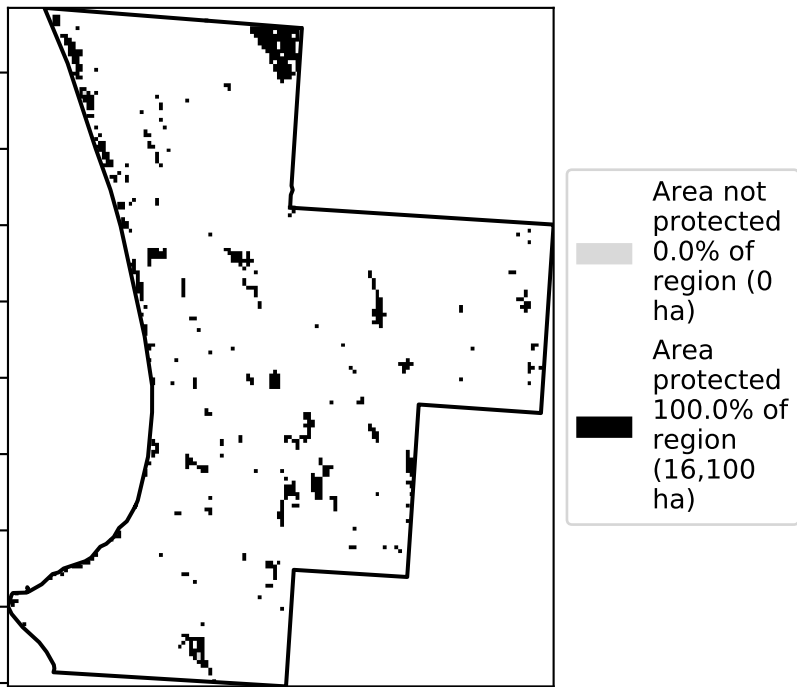 Area not
protected
0.0% of
region (0
ha)
Area
protected
100.0% of
region
(16,100
ha)